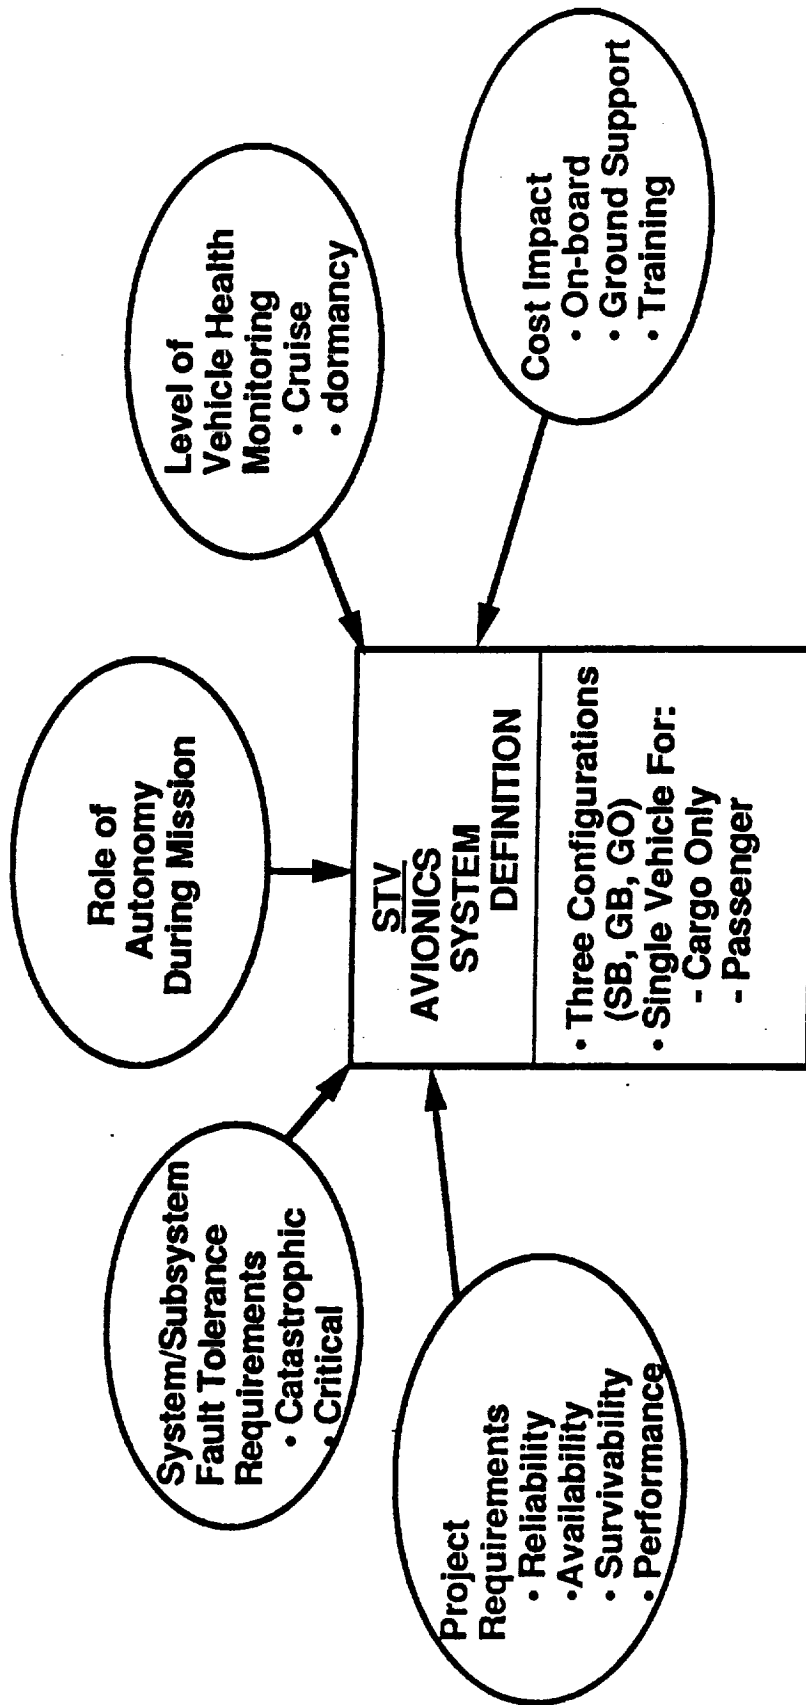 Project
Requirements
• Reliability
•Availability
• Survivability
• Performance
System/Subsystem
Fault Tolerance
Requirements
• Catastrophic
• Critical
Role of
Autonomy
During Mission
Level of
Vehicle Health
Monitoring
• Cruise
• dormancy
Cost Impact
• On-board
• Ground Support
• Training
STV
AVIONICS
SYSTEM
DEFINITION
• Three Configurations
(SB, GB, GO)
• Single Vehicle For:
- Cargo Only
- Passenger